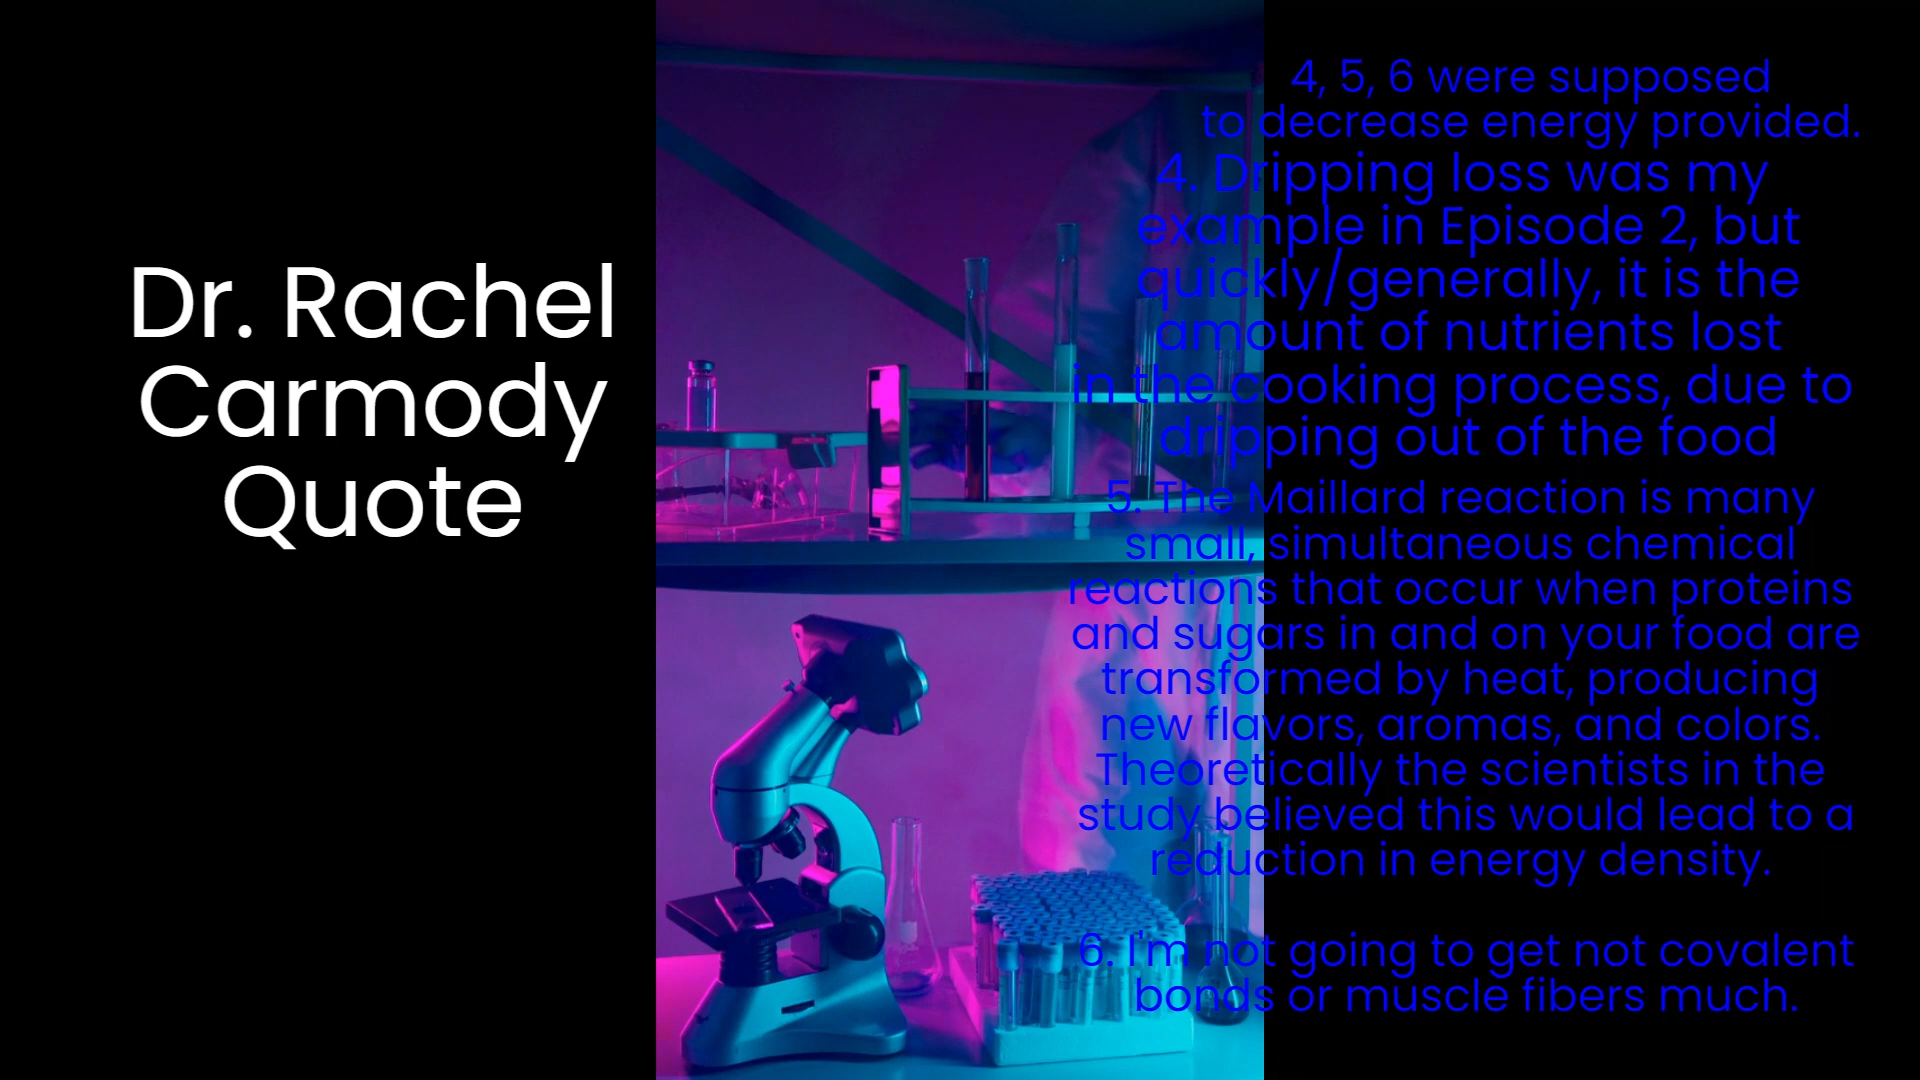 Dr. Rachel
Carmody
Quote
4, 5, 6 were supposed
to decrease energy provided.
4. Dripping loss was my
example in Episode 2, but
quickly/generally, it is the
amount of nutrients lost
in the cooking process, due to
dripping out of the food
5. The Maillard reaction is many
small, simultaneous chemical
reactions that occur when proteins
and sugars in and on your food are
transformed by heat, producing
new flavors, aromas, and colors.
Theoretically the scientists in the
study believed this would lead to a
reduction in energy density.
6. I'm not going to get not covalent
bonds or muscle fibers much.